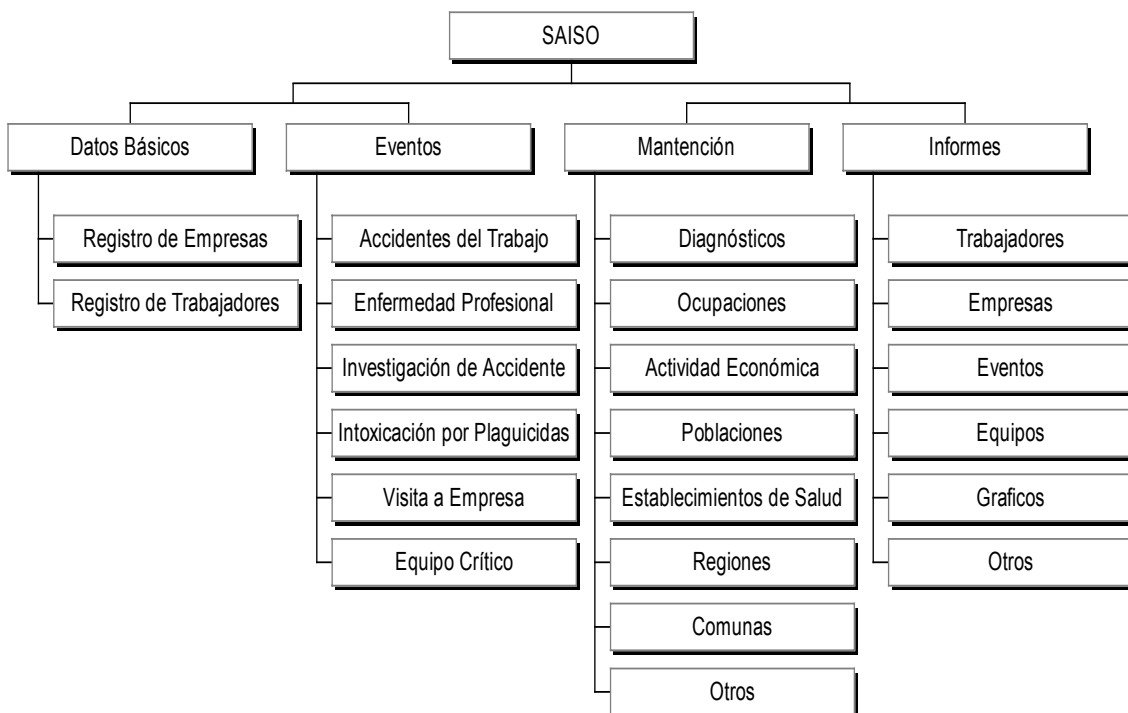 SAISO
Datos Básicos
Eventos
Mantención
Informes
Registro de Empresas
Registro de Trabajadores
Accidentes del Trabajo
Enfermedad Profesional
Investigación de Accidente
Intoxicación por Plaguicidas
Visita a Empresa
Equipo Crítico
Diagnósticos
Ocupaciones
Actividad Económica
Poblaciones
Establecimientos de Salud
Regiones
Comunas
Otros
Trabajadores
Empresas
Eventos
Equipos
Graficos
Otros